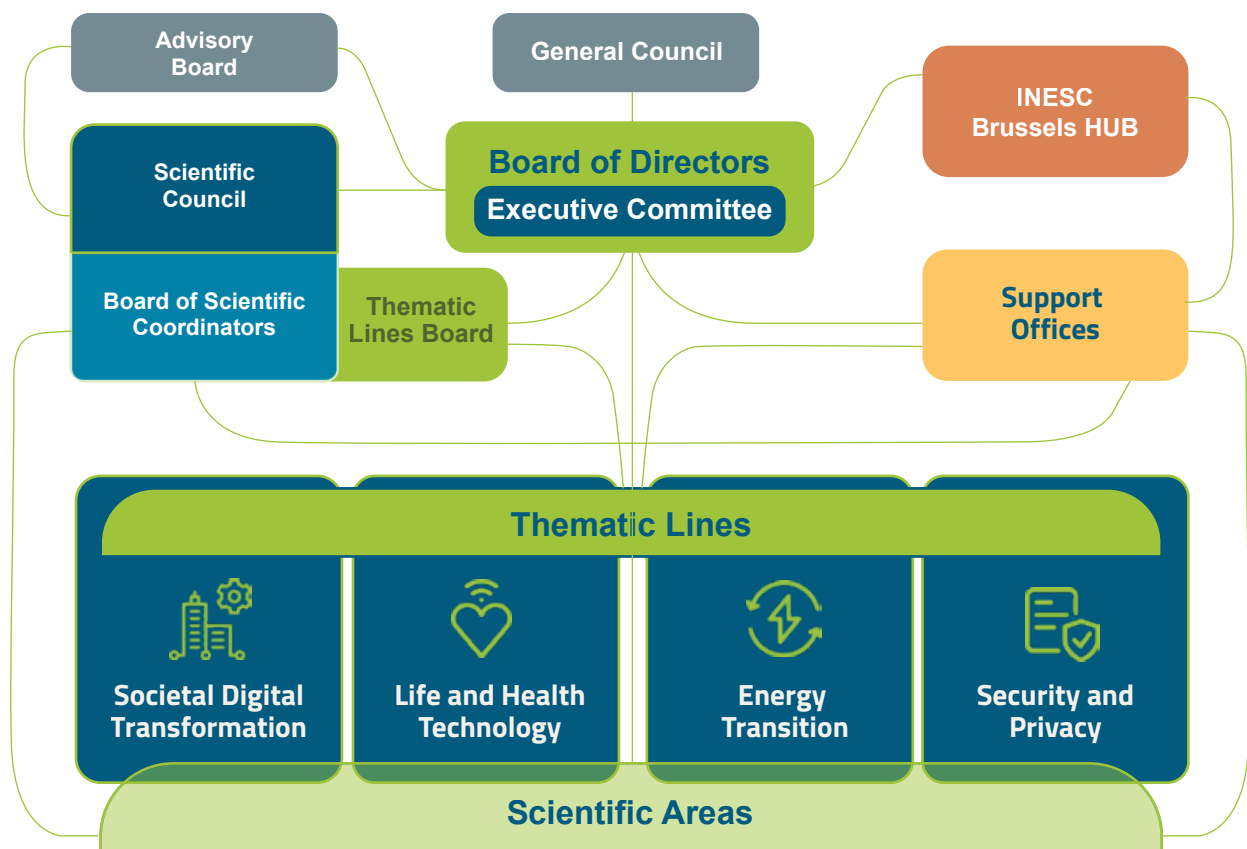 Advisory
Board
General Council
INESC
Brussels HUB
Board of Directors
Executive Committee
Scientific
Council
Board of Scientific
Coordinators
Thematic
Lines Board
Support
Offices
Thematic Lines
Societal Digital
Transformation
Life and Health
Technology
Energy
Transition
Security and
Privacy
Scientific Areas